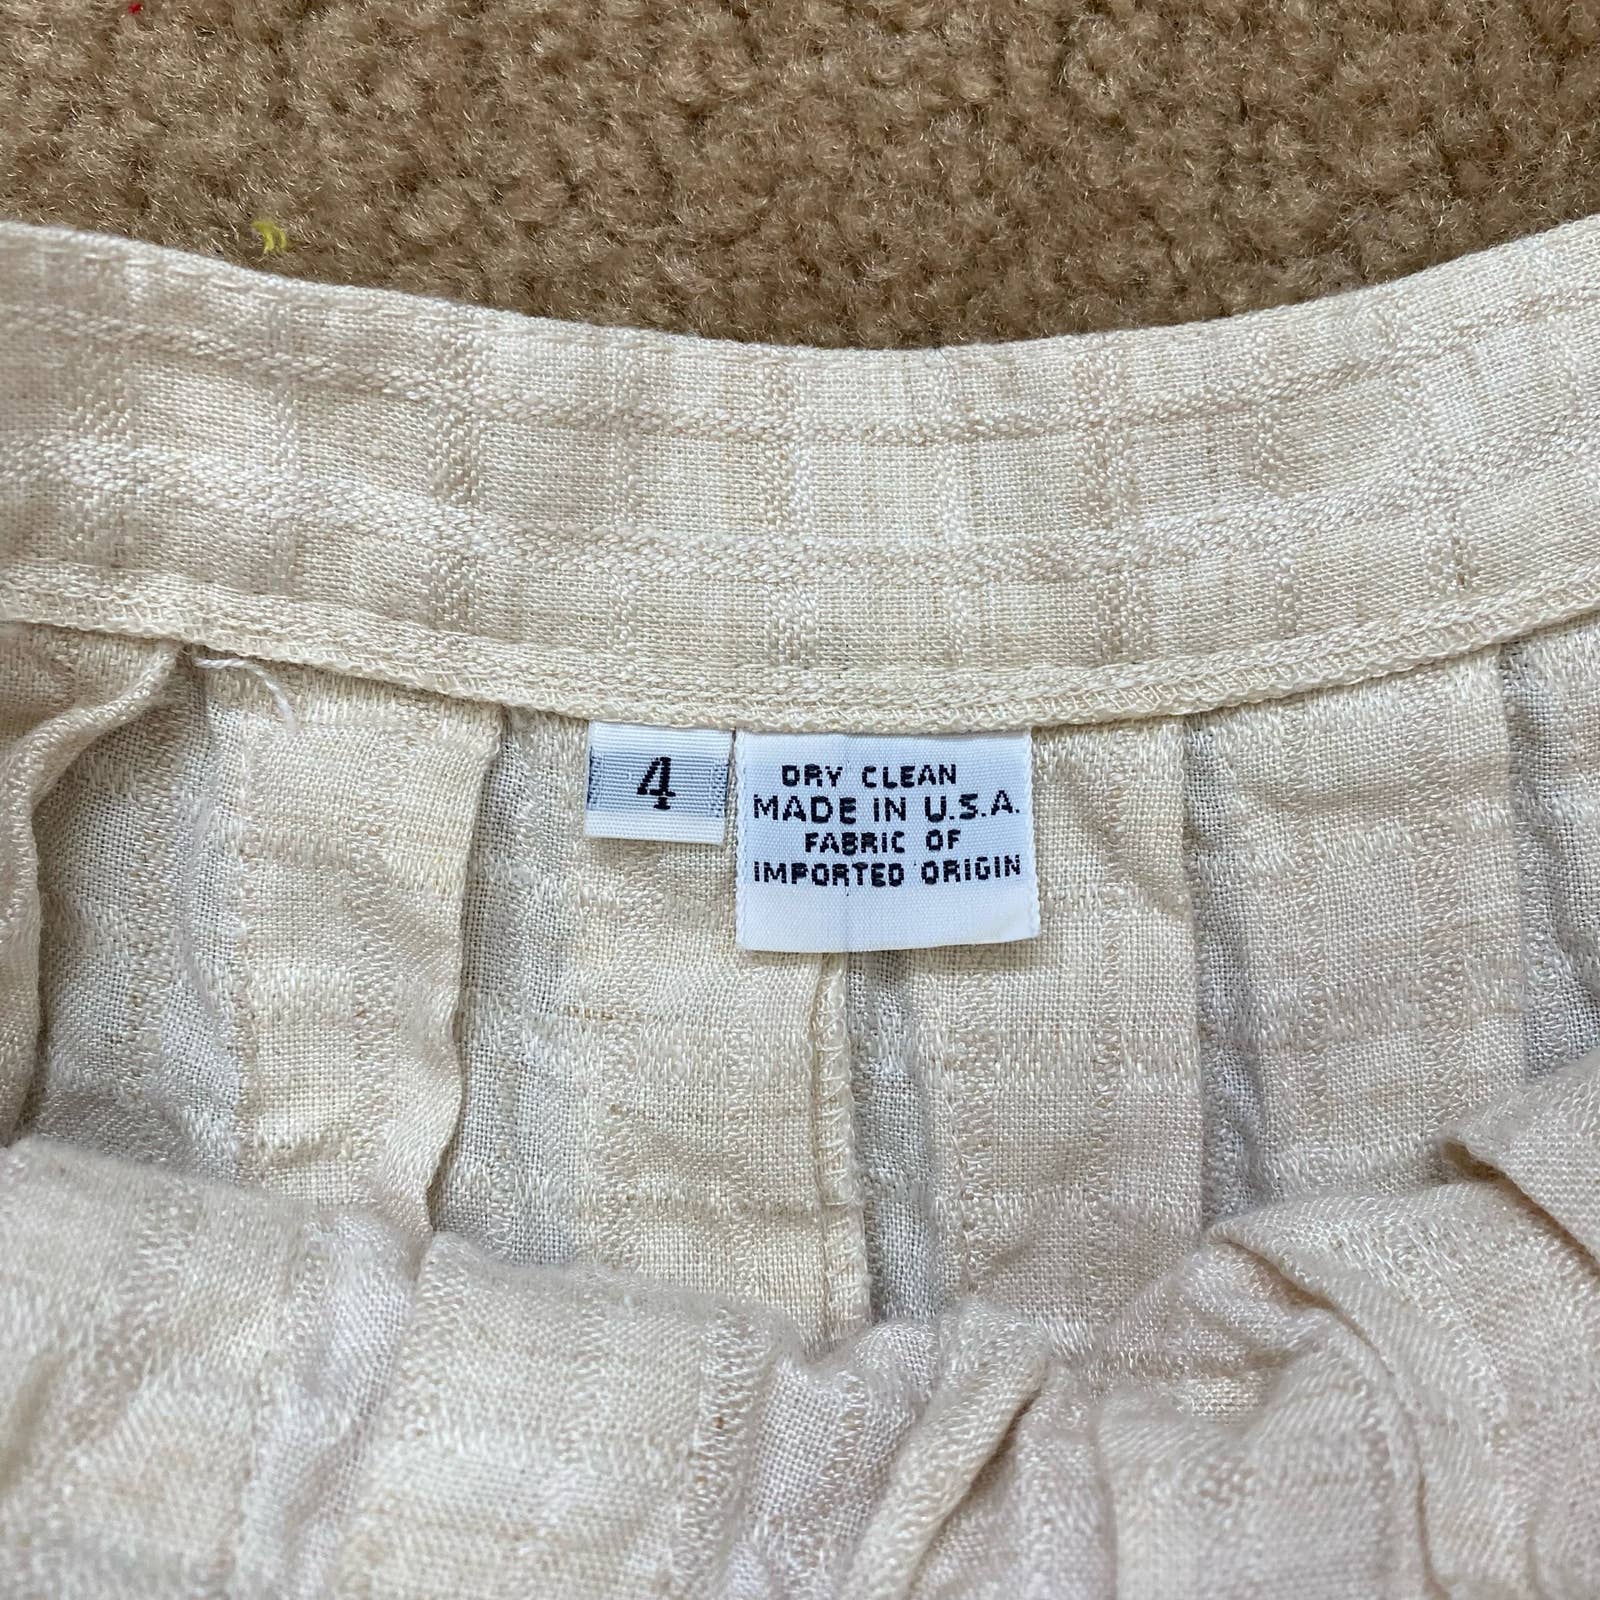 4
DRY CLEAN
MADE IN U.S.A.
FABRIC OF
IMPORTED ORIGIN